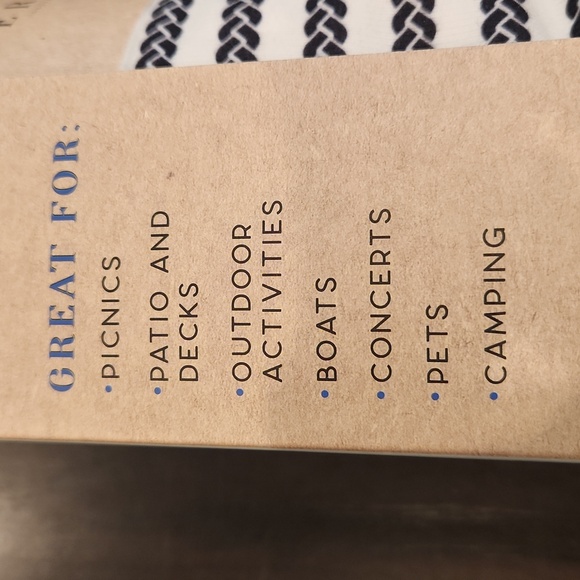 GREAT FOR:
•PICNICS
•PATIO AND
DECKS
•OUTDOOR
ACTIVITIES
•BOATS
•CONCERTS
•PETS
•CAMPING